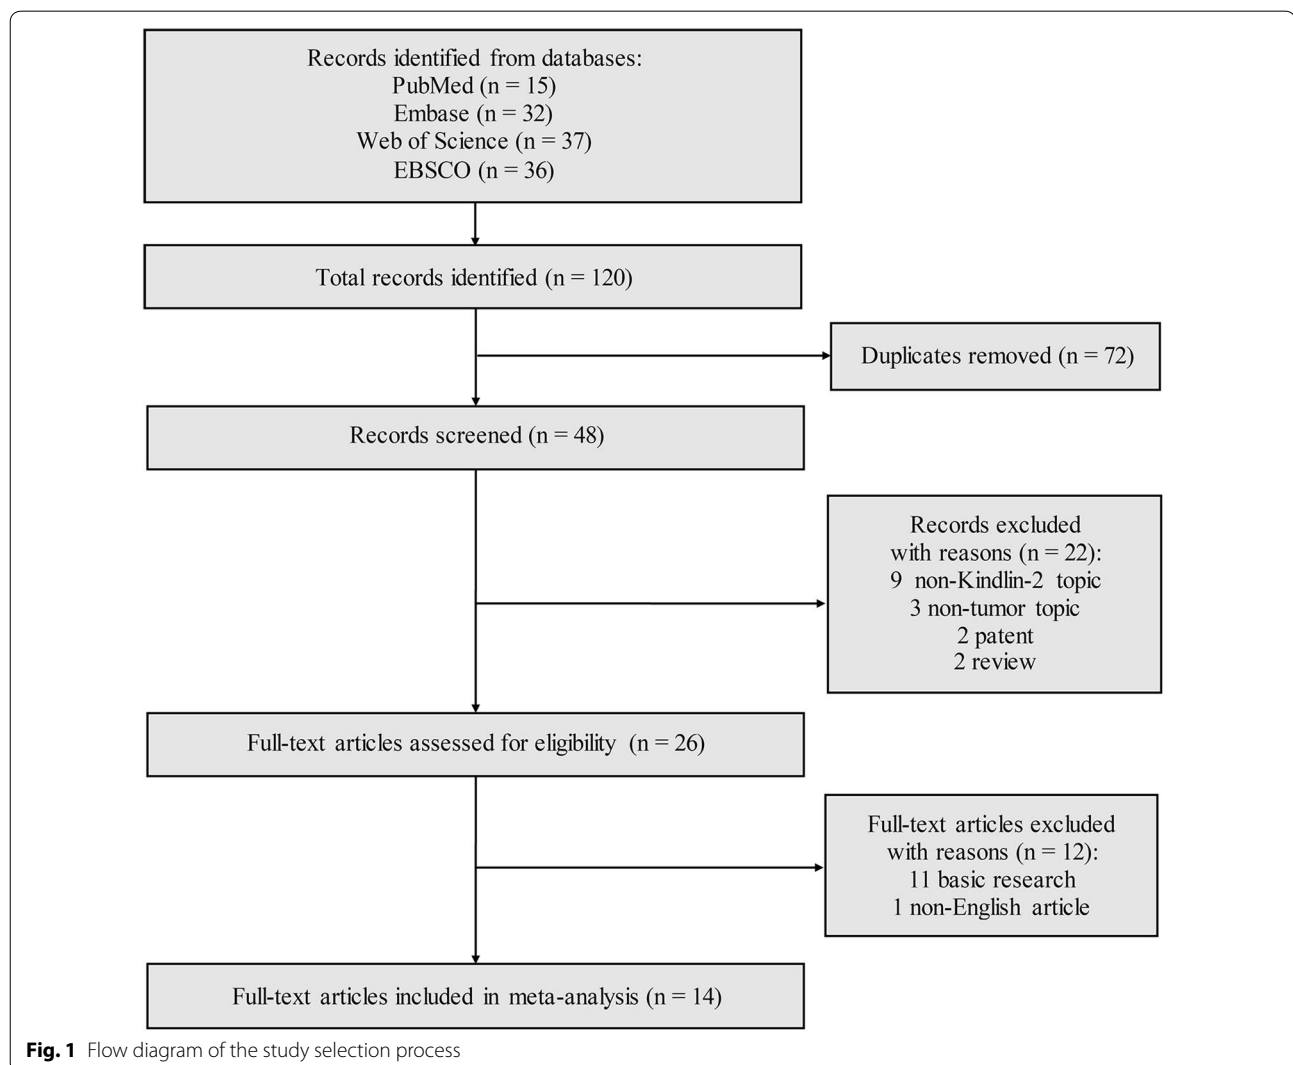 Records identified from databases:
PubMed (n = 15)
Embase (n = 32)
Web of Science (n = 37)
EBSCO (n = 36)
Total records identified (n = 120)
Duplicates removed (n = 72)
Records screened (n = 48)
Records excluded
with reasons (n = 22):
9 non-Kindlin-2 topic
3 non-tumor topic
2 patent
2 review
Full-text articles assessed for eligibility (n = 26)
Full-text articles excluded
with reasons (n = 12):
11 basic research
1 non-English article
Full-text articles included in meta-analysis (n = 14)
Fig. 1 Flow diagram of the study selection process